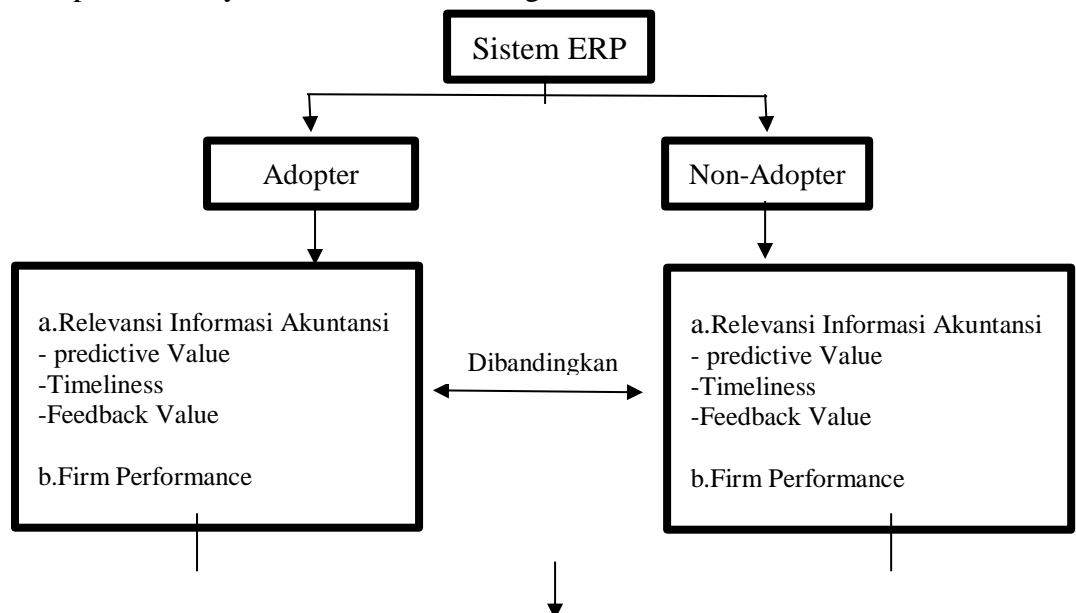 Sistem ERP
Adopter
Non-Adopter
a.Relevansi Informasi Akuntansi
- predictive Value
-Timeliness
-Feedback Value
b.Firm Performance
Dibandingkan
a.Relevansi Informasi Akuntansi
- predictive Value
-Timeliness
-Feedback Value
b.Firm Performance